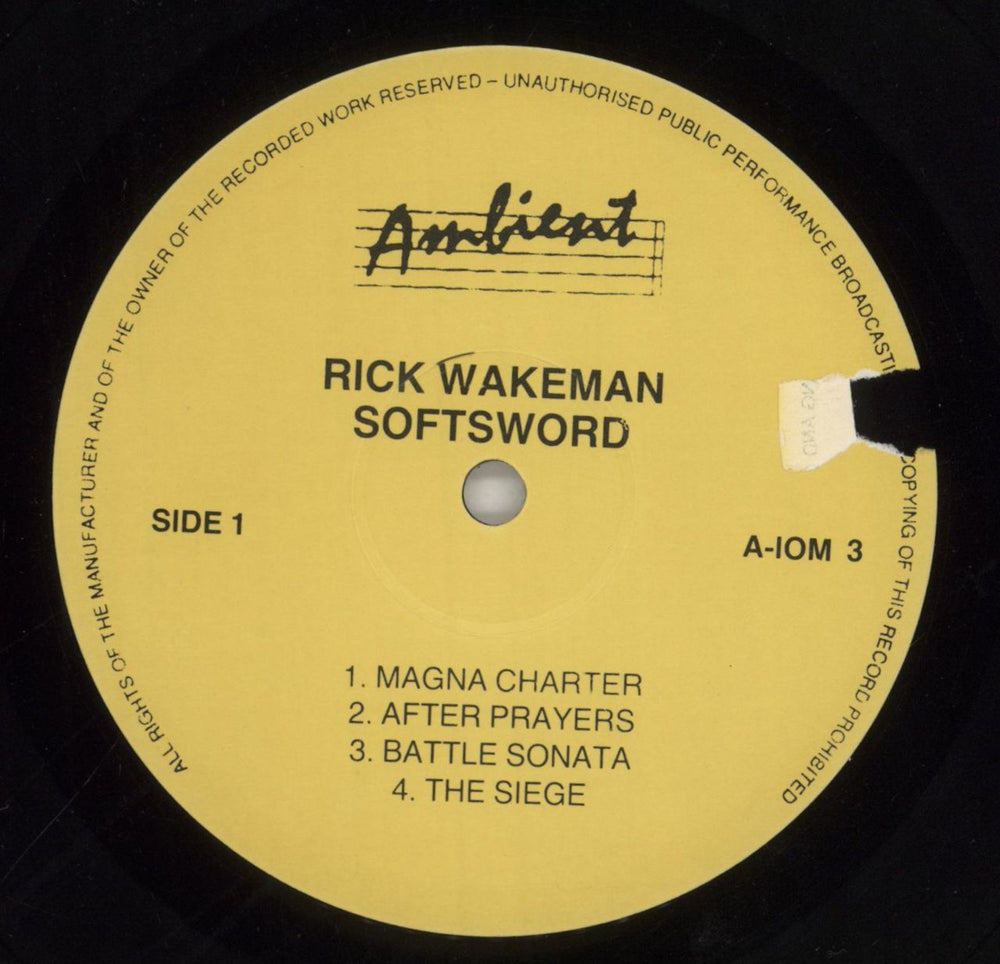 ALL RIGHTS OF THE MANUFACTURER AND OF THE OWNER OF THE RECORDED WORK RESERVED – UNAUTHORISED PUBLIC PERFORMANCE BROADCASTI
NG AND
COPYING OF THIS RECORD PROHIBITED
Ambient
RICK WAKEMAN
SOFTSWORD
SIDE 1
A-IOM 3
1. MAGNA CHARTER
2. AFTER PRAYERS
3. BATTLE SONATA
4. THE SIEGE